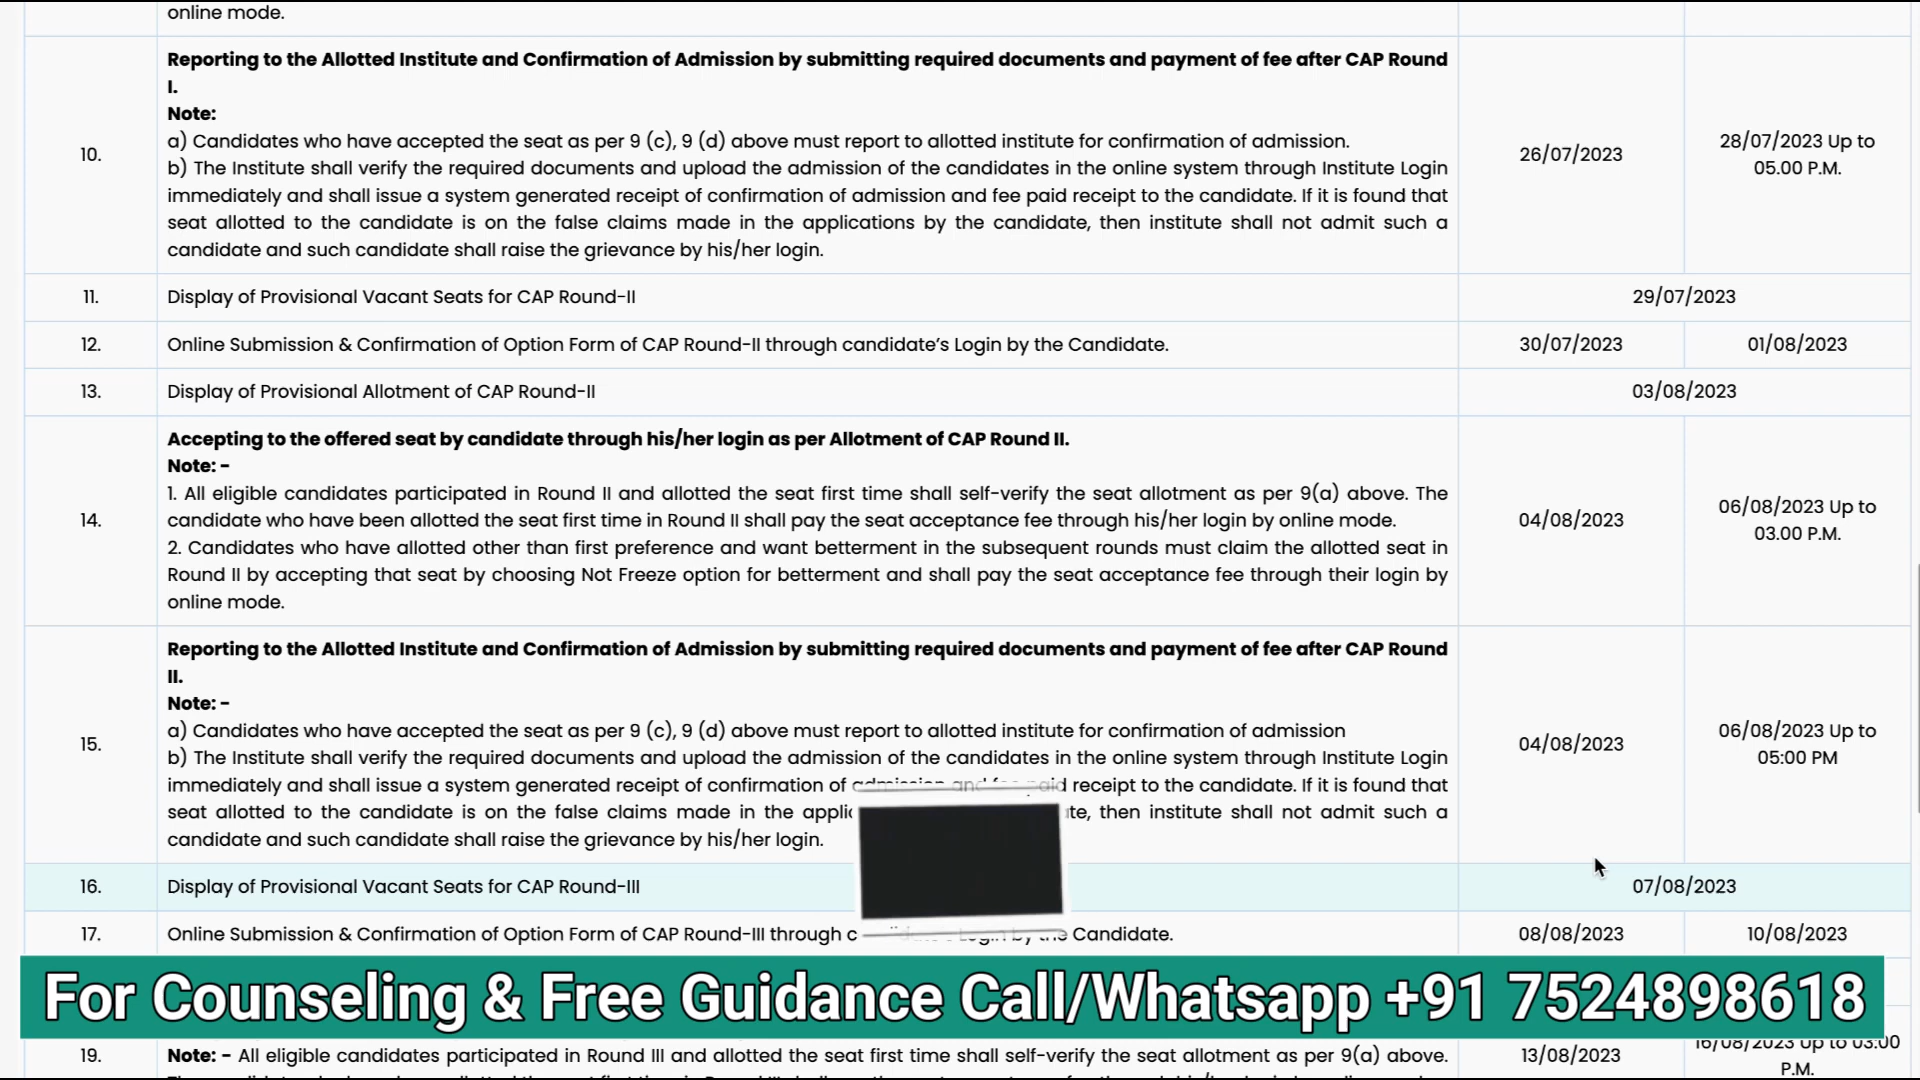 online mode.
Reporting to the Allotted Institute and Confirmation of Admission by submitting required documents and payment of fee after CAP Round
I.
Note:
a) Candidates who have accepted the seat as per 9 (c), 9 (d) above must report to allotted institute for confirmation of admission.
10.
b) The Institute shall verify the required documents and upload the admission of the candidates in the online system through Institute Login
immediately and shall issue a system generated receipt of confirmation of admission and fee paid receipt to the candidate. If it is found that
seat allotted to the candidate is on the false claims made in the applications by the candidate, then institute shall not admit such a
candidate and such candidate shall raise the grievance by his/her login.
26/07/2023
28/07/2023 Up to
05.00 P.M.
11. Display of Provisional Vacant Seats for CAP Round-II 29/07/2023
12. Online Submission & Confirmation of Option Form of CAP Round-II through candidate’s Login by the Candidate. 30/07/2023 01/08/2023
13. Display of Provisional Allotment of CAP Round-II 03/08/2023
Accepting to the offered seat by candidate through his/her login as per Allotment of CAP Round II.
Note: -
1. All eligible candidates participated in Round II and allotted the seat first time shall self-verify the seat allotment as per 9(a) above. The
14.
candidate who have been allotted the seat first time in Round II shall pay the seat acceptance fee through his/her login by online mode.
2. Candidates who have allotted other than first preference and want betterment in the subsequent rounds must claim the allotted seat in
Round II by accepting that seat by choosing Not Freeze option for betterment and shall pay the seat acceptance fee through their login by
online mode.
04/08/2023
06/08/2023 Up to
03.00 P.M.
Reporting to the Allotted Institute and Confirmation of Admission by submitting required documents and payment of fee after CAP Round
II.
Note: -
a) Candidates who have accepted the seat as per 9 (c), 9 (d) above must report to allotted institute for confirmation of admission
15.
b) The Institute shall verify the required documents and upload the admission of the candidates in the online system through Institute Login
immediately and shall issue a system generated receipt of confirmation of receipt to the candidate. If it is found that
seat allotted to the candidate is on the false claims made in the then institute shall not admit such a
candidate and such candidate shall raise the grievance by his/her login.
04/08/2023
06/08/2023 Up to
05:00 PM
16. Display of Provisional Vacant Seats for CAP Round-III 07/08/2023
17. Online Submission & Confirmation of Option Form of CAP Round-III through Candidate. 08/08/2023 10/08/2023
For Counseling & Free Guidance Call/Whatsapp +91 7524898618
19. Note: - All eligible candidates participated in Round III and allotted the seat first time shall self-verify the seat allotment as per 9(a) above. 13/08/2023
16/08/2023 Up to 03:00
P.M.